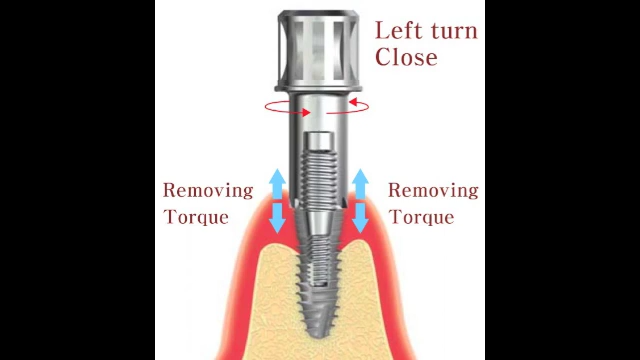 Left turn
Close
Removing
Torque
Removing
Torque